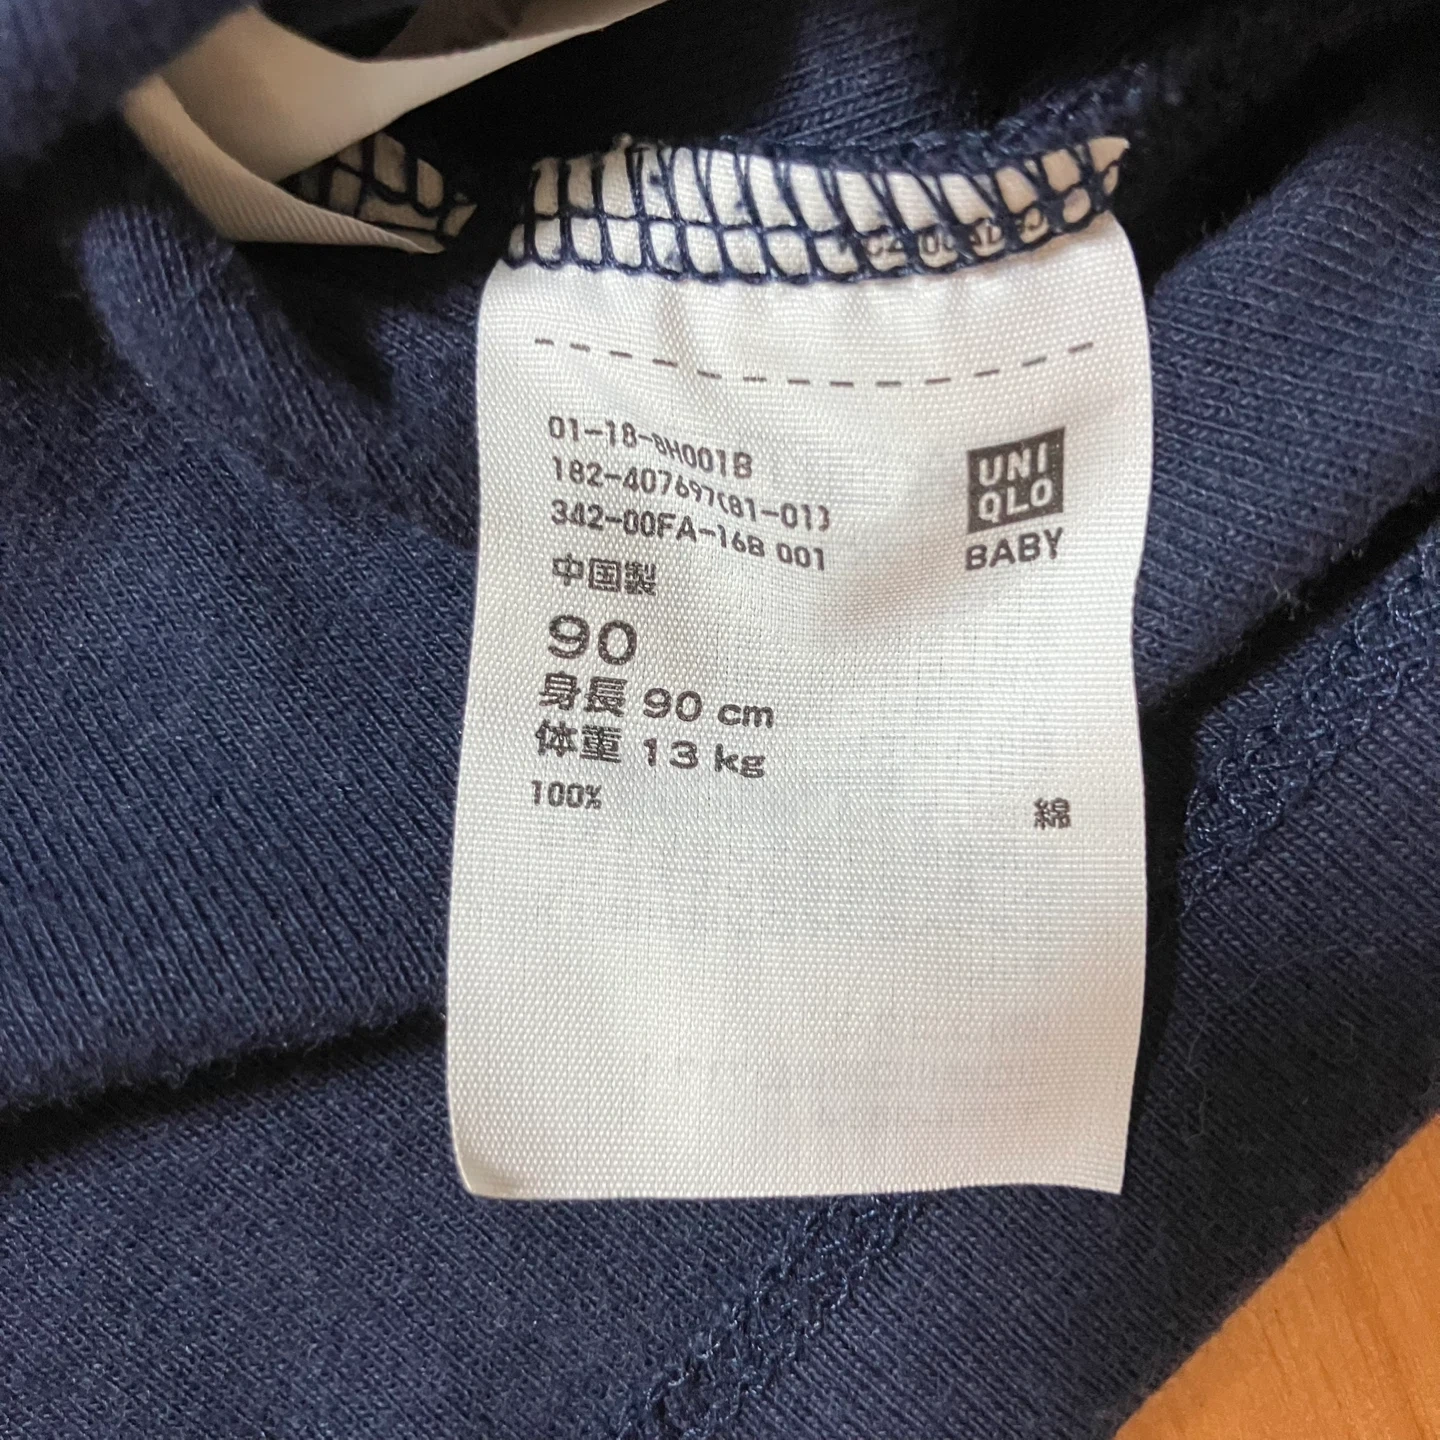 01-18-BH001B
182-407697(81-01)
342-00FA-16B 001
中国製
90
身長 90 cm
体重 13 kg
100% 綿
UNI
QLO
BABY